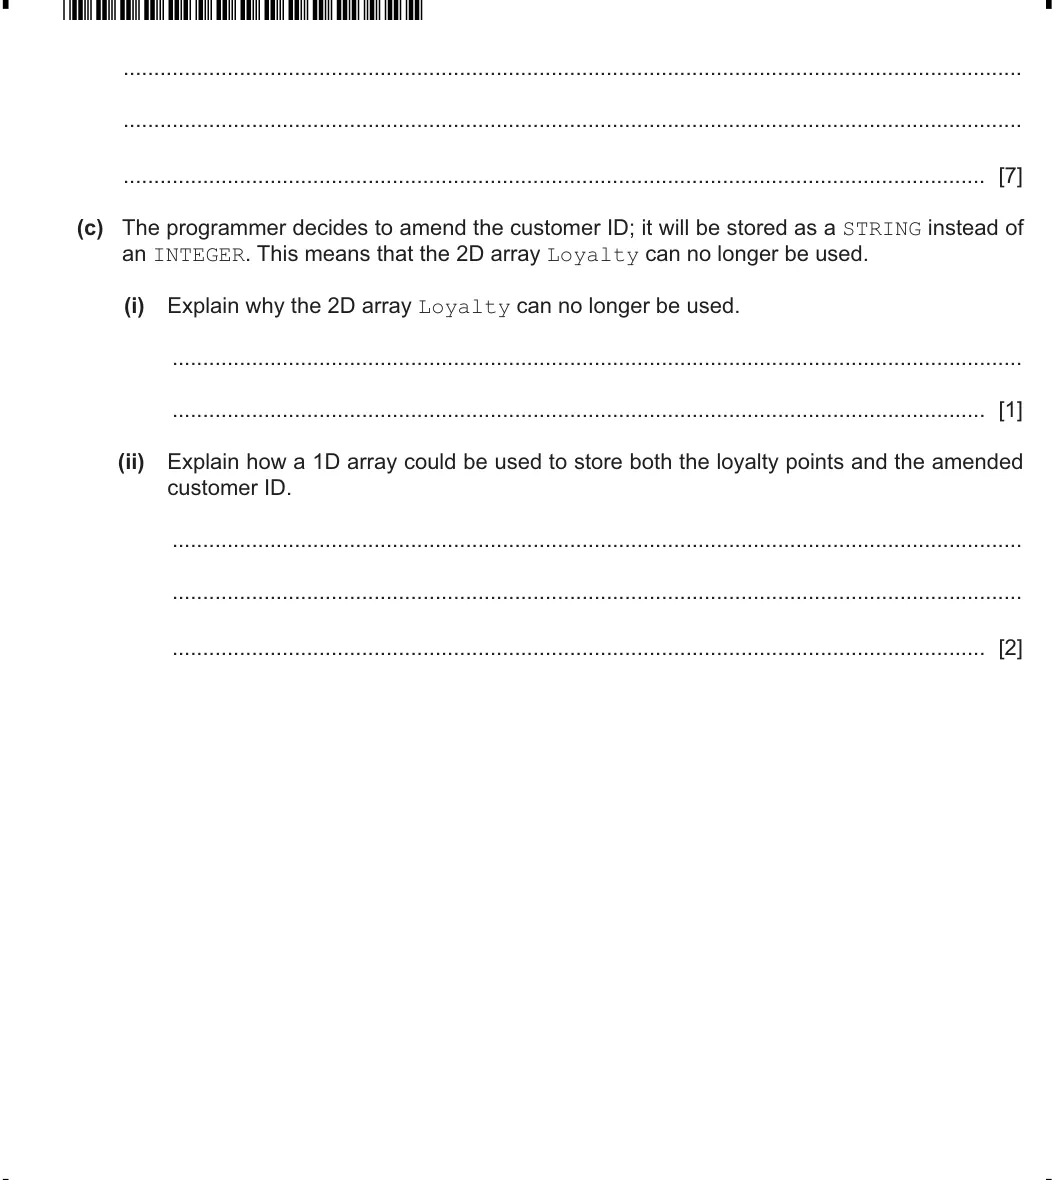 .................................................................................................................................................... 
.................................................................................................................................................... 
.............................................................................................................................................. [7]
(c) The programmer decides to amend the customer ID; it will be stored as a STRING instead of
an INTEGER. This means that the 2D array Loyalty can no longer be used.
(i) Explain why the 2D array Loyalty can no longer be used.
............................................................................................................................................
...................................................................................................................................... [1]
(ii) Explain how a 1D array could be used to store both the loyalty points and the amended
customer ID.
............................................................................................................................................
............................................................................................................................................
...................................................................................................................................... [2]